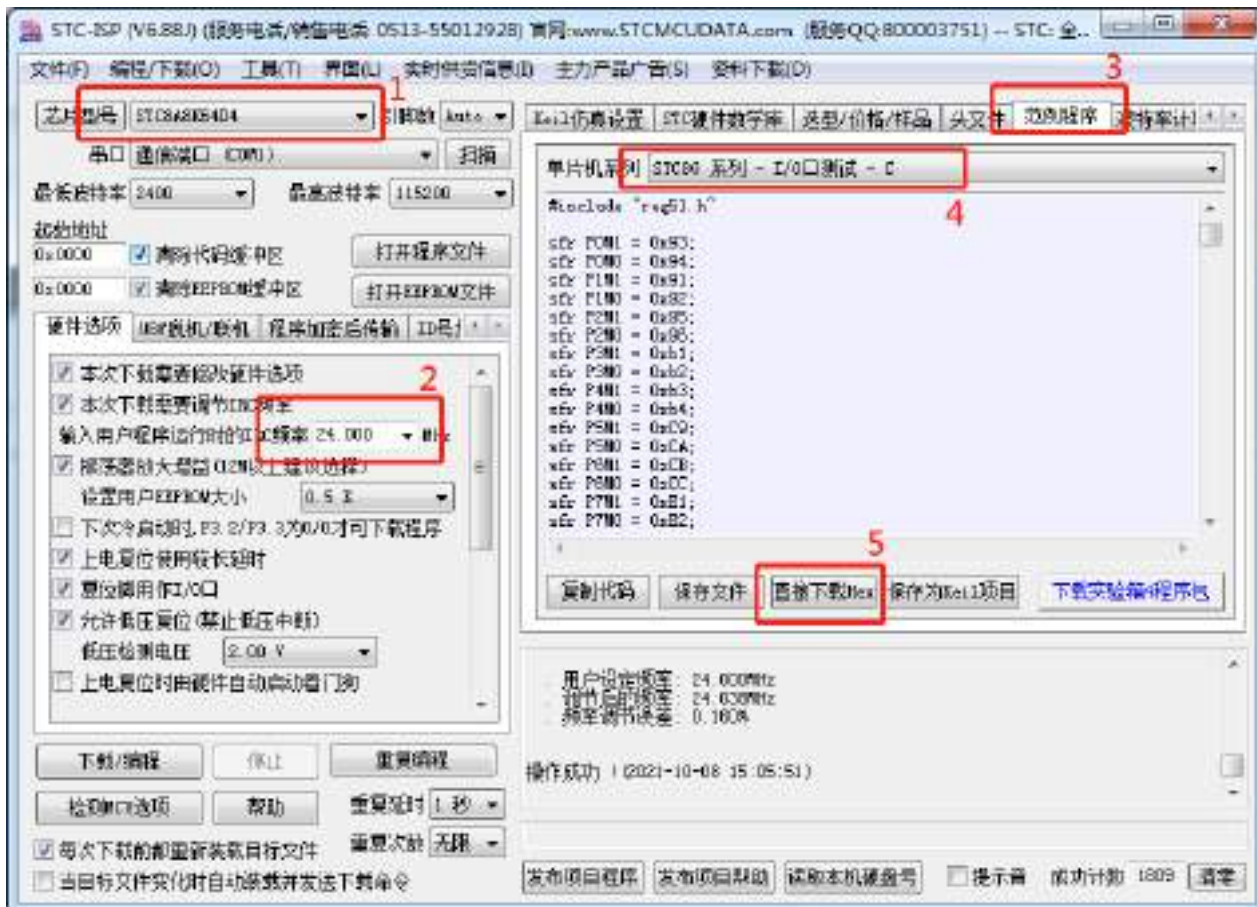 STC-ISP (V6.88J) (服务电话/销售电话: 0513-55012928) 官网:www.STCMCUDATA.com (服务QQ:800003751) -- STC: 全..
文件(F) 编程/下载(O) 工具(T) 界面(L) 实时供货信息(I) 主力产品广告(S) 资料下载(D)
1
3
芯片型号 STC8A8K64D4 引脚数 Auto
串口 通信端口 (COM1) 扫描
最低波特率 2400 最高波特率 115200
起始地址
0x0000 清除代码缓冲区 打开程序文件
0x0000 清除EEPROM缓冲区 打开EEPROM文件
硬件选项 脱机/联机 程序加密后传输 ID号
本次下载需要修改硬件选项
2
本次下载需要调节IRC频率
输入用户程序运行时的IRC频率 24.000 MHz
振荡器放大增益(12M以上建议选择)
设置用户EEPROM大小 0.5 K
下次冷启动时,P3.2/P3.3为0/0才可下载程序
上电复位使用较长延时
复位脚用作I/O口
允许低压复位(禁止低压中断)
低压检测电压 2.00 V
上电复位时由硬件自动启动看门狗
下载/编程 停止 重复编程
检测MCU选项 帮助 重复延时 1 秒
每次下载前都重新装载目标文件 重复次数 无限
当目标文件变化时自动装载并发送下载命令
Keil仿真设置 STC硬件数学库 选型/价格/样品 头文件 范例程序 波特率计
单片机系列 STC8G 系列 - I/O口测试 - C
4
#include "reg51.h"
sfr P0M1 = 0x93;
sfr P0M0 = 0x94;
sfr P1M1 = 0x91;
sfr P1M0 = 0x92;
sfr P2M1 = 0x95;
sfr P2M0 = 0x96;
sfr P3M1 = 0xb1;
sfr P3M0 = 0xb2;
sfr P4M1 = 0xb3;
sfr P4M0 = 0xb4;
sfr P5M1 = 0xC9;
sfr P5M0 = 0xCA;
sfr P6M1 = 0xCB;
sfr P6M0 = 0xCC;
sfr P7M1 = 0xE1;
sfr P7M0 = 0xE2;
5
复制代码 保存文件 直接下载Hex 保存为Keil项目 下载实验箱程序包
. 用户设定频率: 24.000MHz
. 调节后的频率: 24.038MHz
. 频率调节误差: 0.160%
操作成功 !(2021-10-08 15:05:51)
发布项目程序 发布项目帮助 读取本机硬盘号 提示音 成功计数 1809 清零